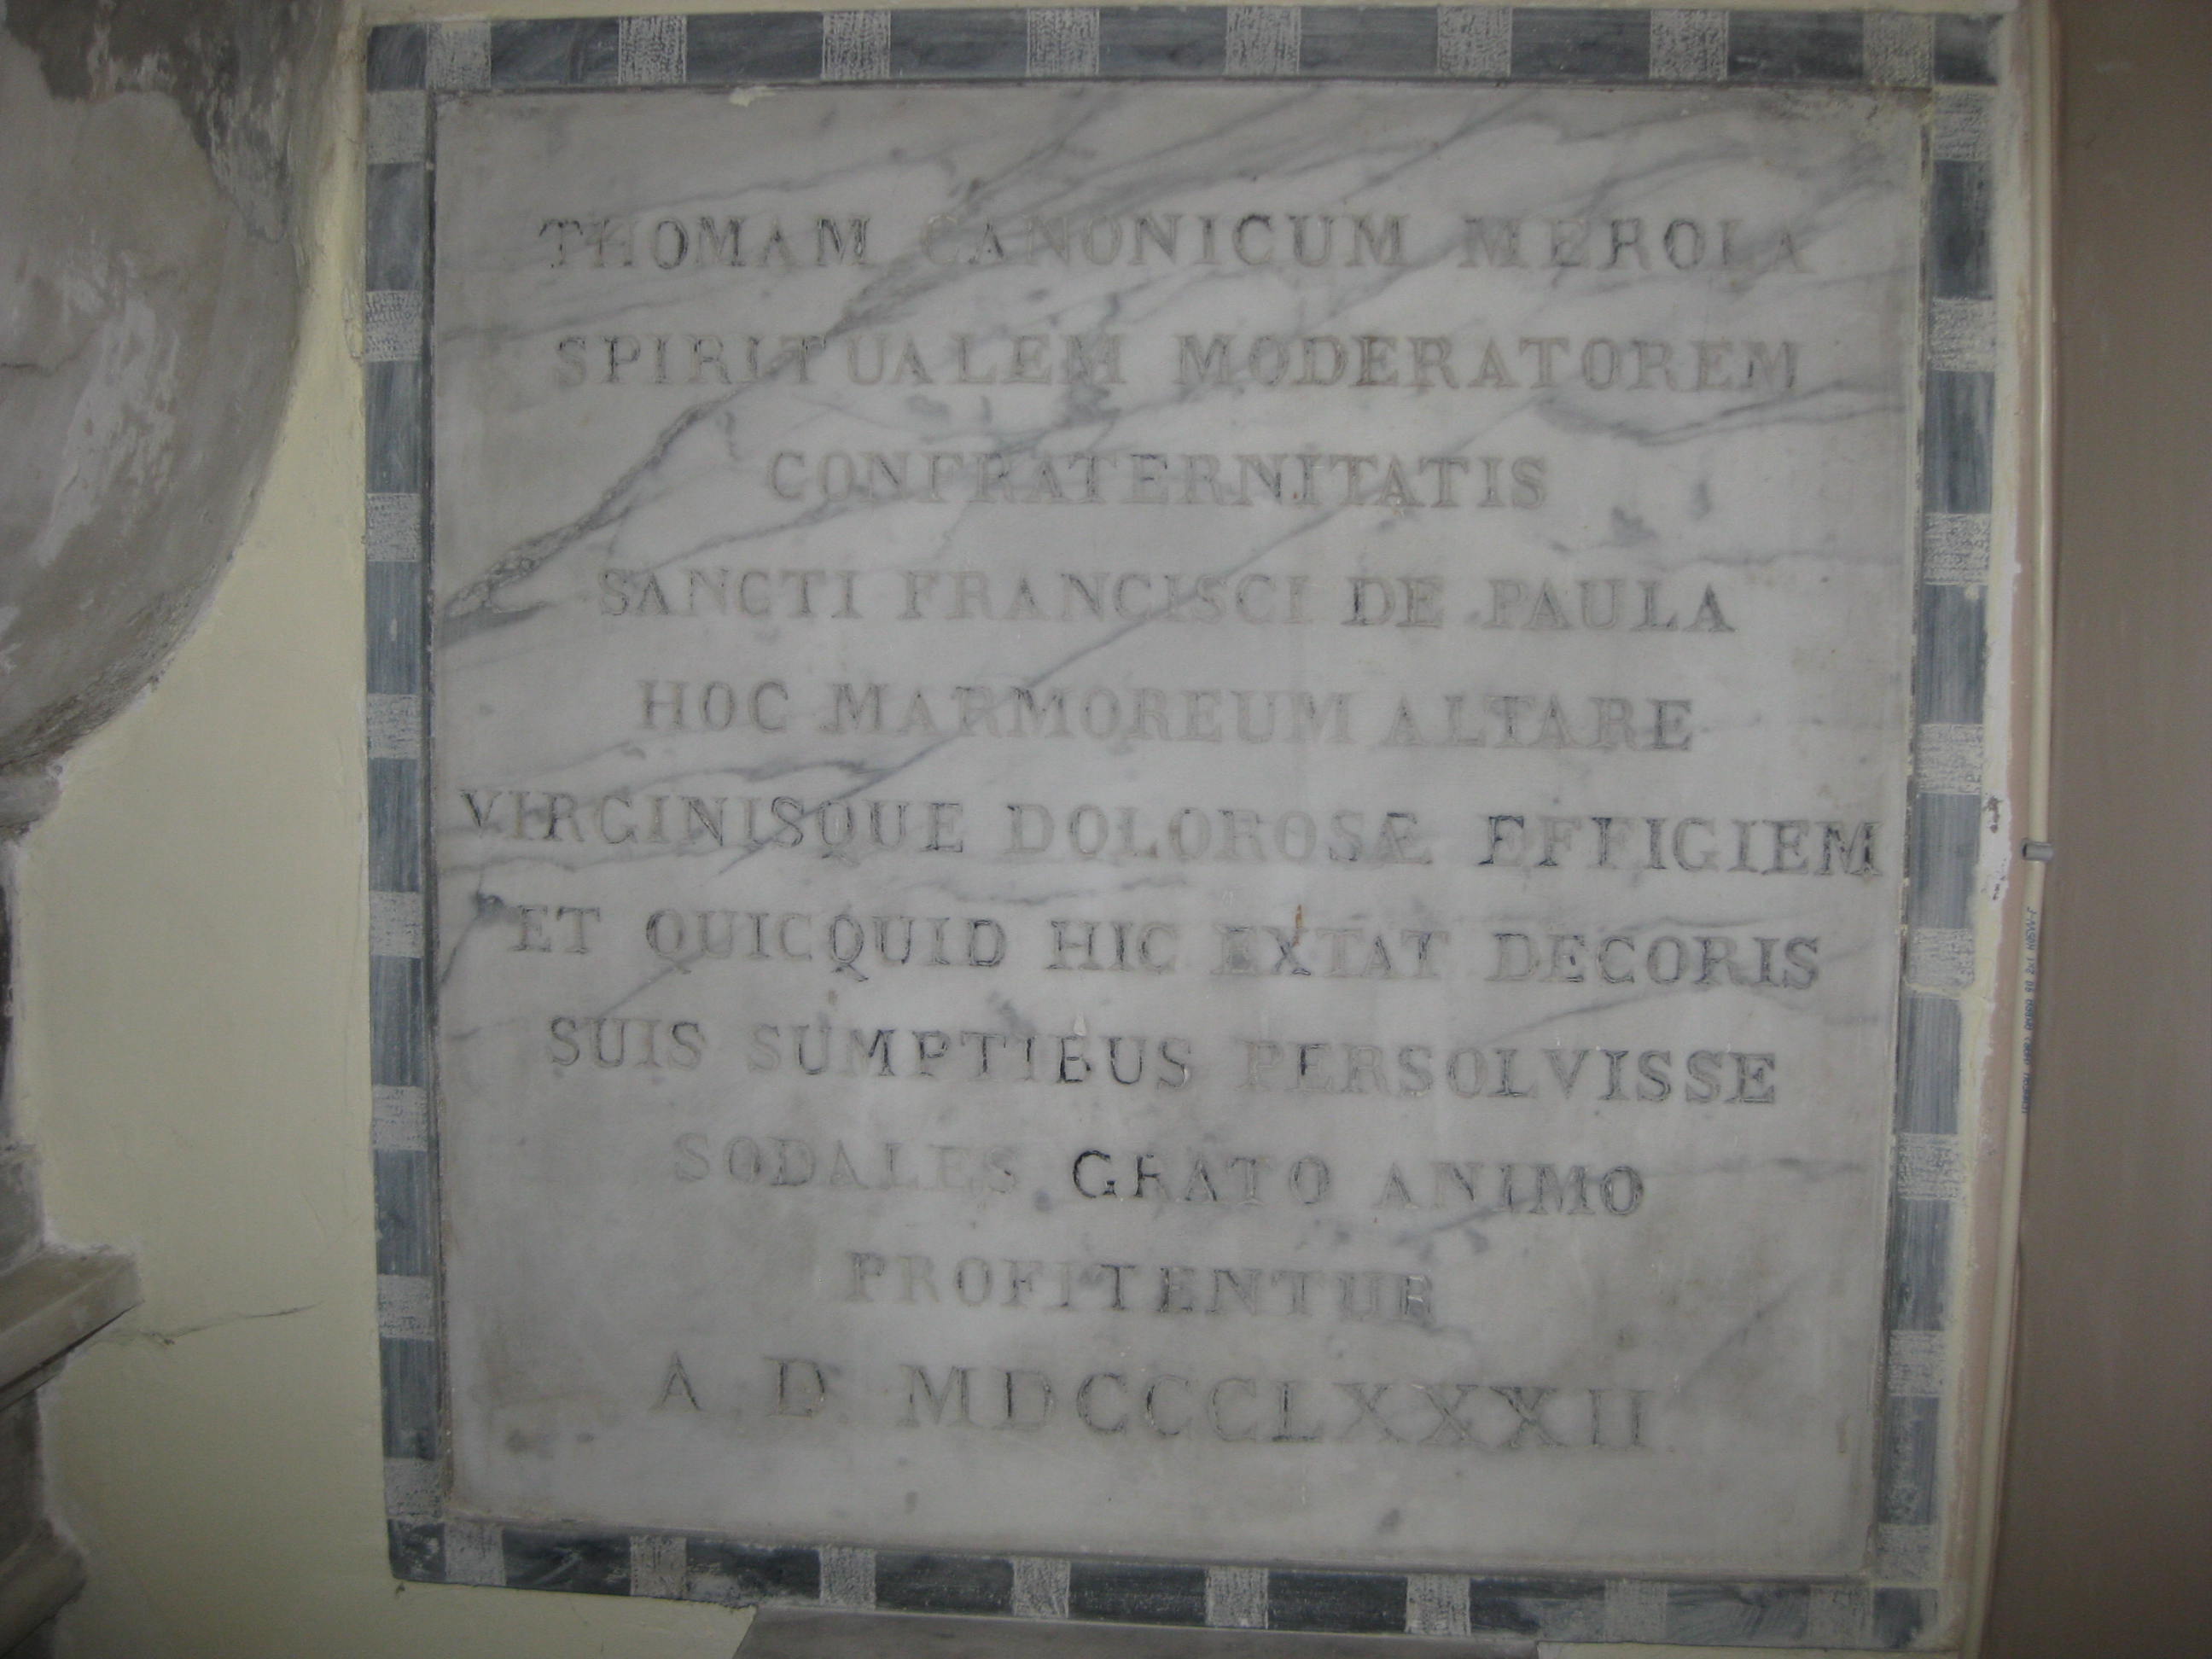 THOMAM CANONICUM MEROLA
SPIRITUALEM MODERATOREM
CONFRATERNITATIS
SANCTI FRANCISCI DE PAULA
HOC MARMOREUM ALTARE
VIRGINISQUE DOLOROSÆ EFFIGIEM
ET QUICQUID HIC EXTAT DECORIS
SUIS SUMPTIBUS PERSOLVISSE
SODALES GRATO ANIMO
PROFITENTUR
A. D. MDCCCLXXXII